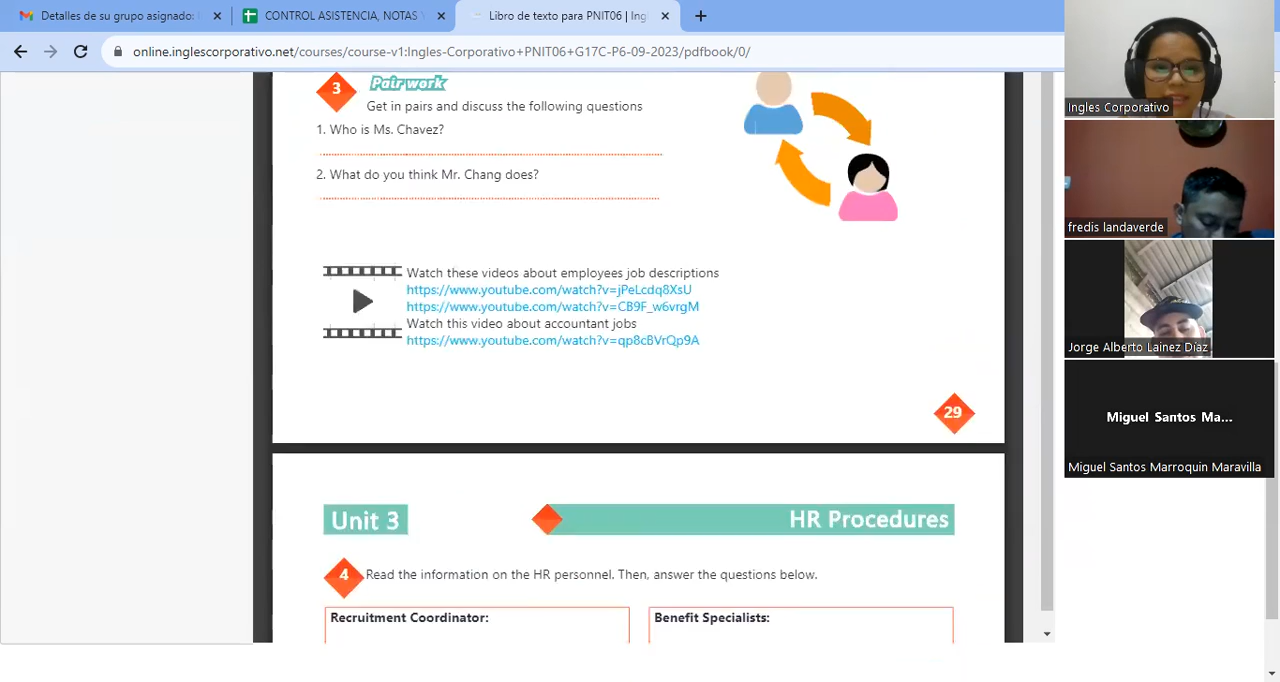 Detalles de su grupo asignado:
CONTROL ASISTENCIA, NOTAS Y
Libro de texto para PNIT06 | Ing
online.inglescorporativo.net/courses/course-v1:Ingles-Corporativo+PNIT06+G17C-P6-09-2023/pdfbook/0/
3
Pair work
Get in pairs and discuss the following questions
1. Who is Ms. Chavez?
2. What do you think Mr. Chang does?
Watch these videos about employees job descriptions
https://www.youtube.com/watch?v=jPeLcdq8XsU
https://www.youtube.com/watch?v=CB9F_w6vrgM
Watch this video about accountant jobs
https://www.youtube.com/watch?v=qp8cBVrQp9A
29
Unit 3
HR Procedures
4
Read the information on the HR personnel. Then, answer the questions below.
Recruitment Coordinator:
Benefit Specialists:
Ingles Corporativo
fredis landaverde
Jorge Alberto Lainez Diaz
Miguel Santos Ma...
Miguel Santos Marroquin Maravilla